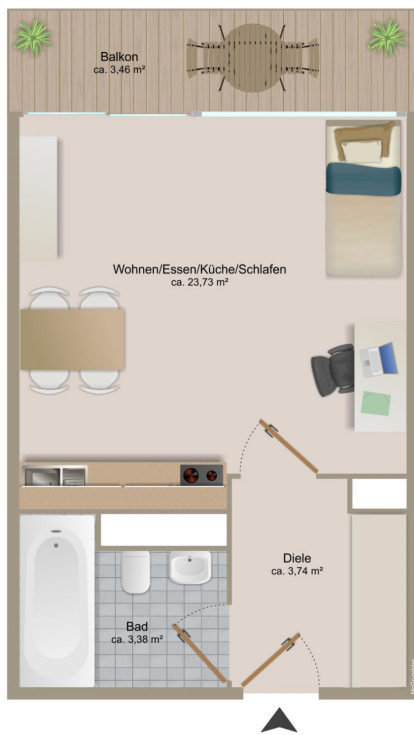 Balkon
ca. 3,46 m²
Wohnen/Essen/Küche/Schlafen
ca. 23,73 m²
Diele
ca. 3,74 m²
Bad
ca. 3,38 m²